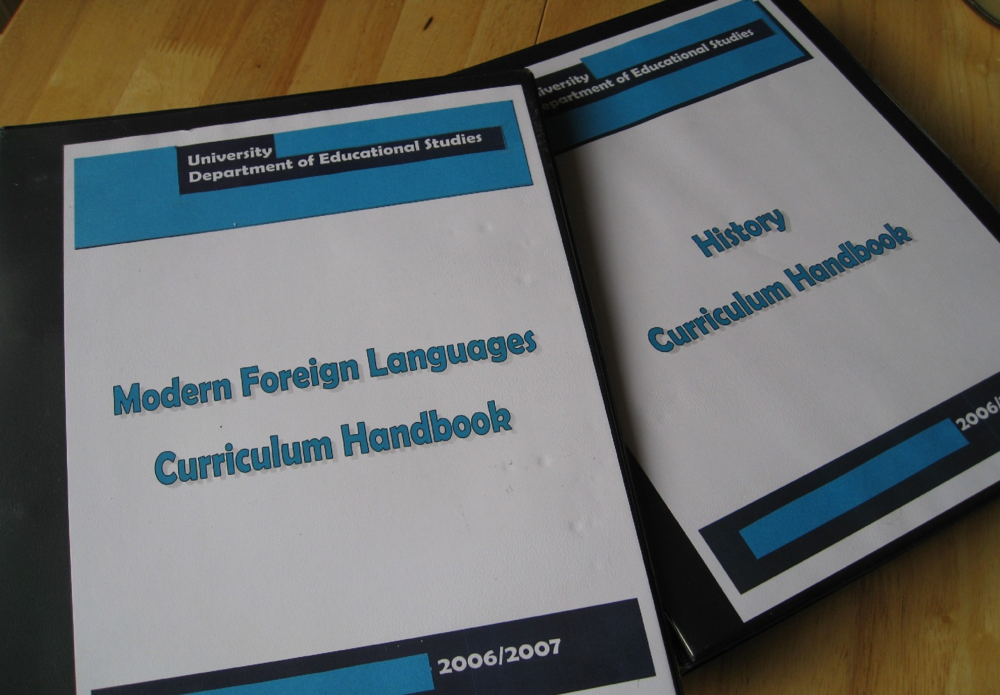 University
Department of Educational Studies
Modern Foreign Languages
Curriculum Handbook
2006/2007
Department of Educational Studies
History
Curriculum Handbook